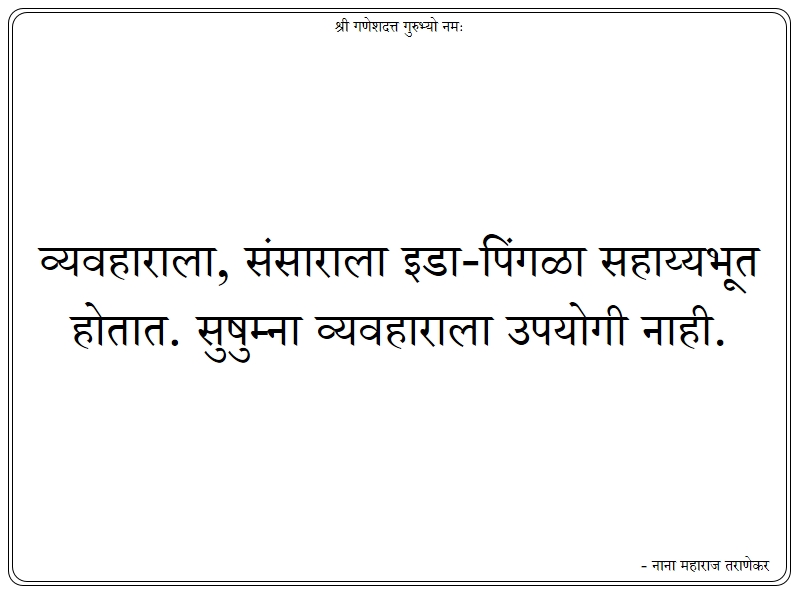 श्री गणेशदत्त गुरुभ्यो नमः
व्यवहाराला, संसाराला इडा-पिंगळा सहाय्यभूत
होतात. सुषुम्ना व्यवहाराला उपयोगी नाही.
- नाना महाराज तराणेकर